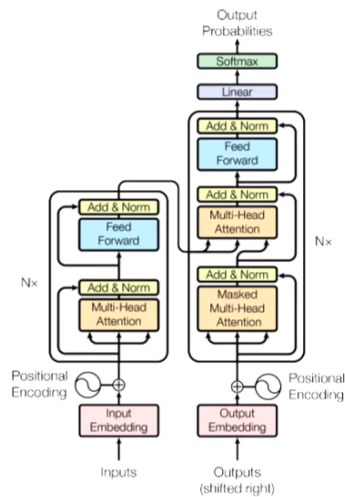 Output
Probabilities
Softmax
Linear
Add & Norm
Feed
Forward
Add & Norm
Multi-Head
Attention
Nx
Add & Norm
Masked
Multi-Head
Attention
Add & Norm
Feed
Forward
Nx
Add & Norm
Multi-Head
Attention
Positional
Encoding
Positional
Encoding
Input
Embedding
Output
Embedding
Inputs
Outputs
(shifted right)